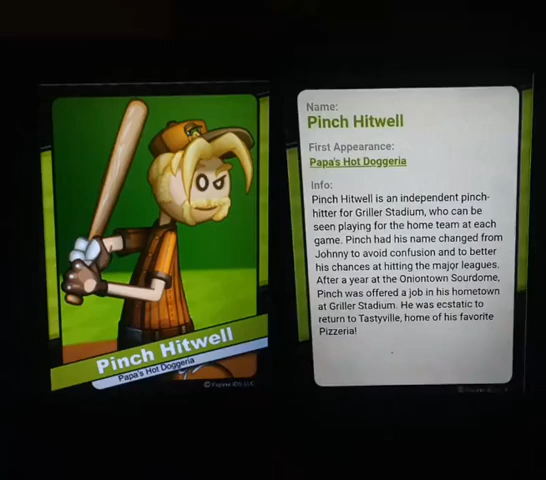 Pinch Hitwell
Papa's Hot Doggeria
Name:
Pinch Hitwell
First Appearance:
Papa's Hot Doggeria
Info:
Pinch Hitwell is an independent pinch-
hitter for Griller Stadium, who can be
seen playing for the home team at each
game. Pinch had his name changed from
Johnny to avoid confusion and to better
his chances at hitting the major leagues.
After a year at the Oniontown Sourdome,
Pinch was offered a job in his hometown
at Griller Stadium. He was ecstatic to
return to Tastyville, home of his favorite
Pizzeria!